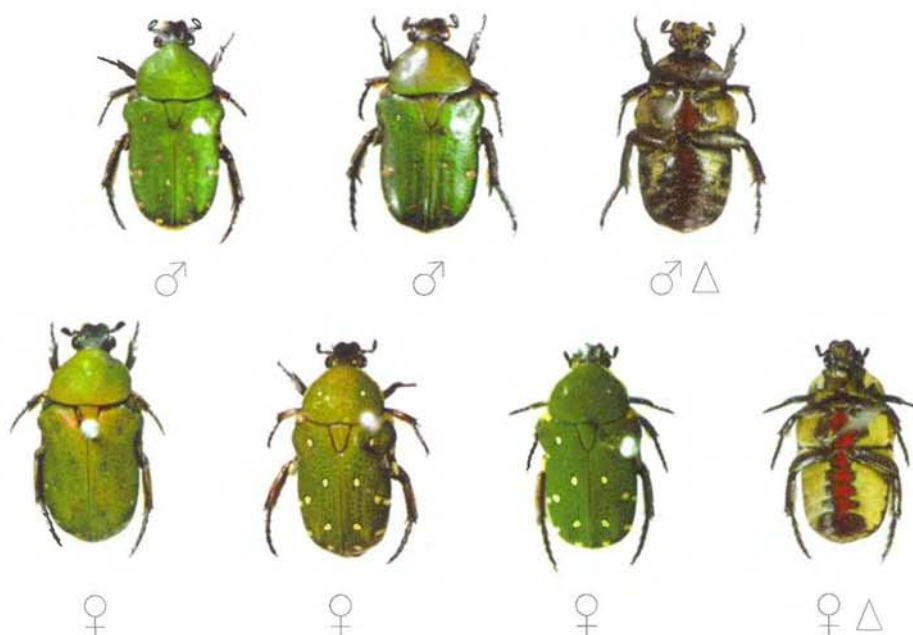 ♂ ♂ ♂ △
♀ ♀ ♀ ♀ △